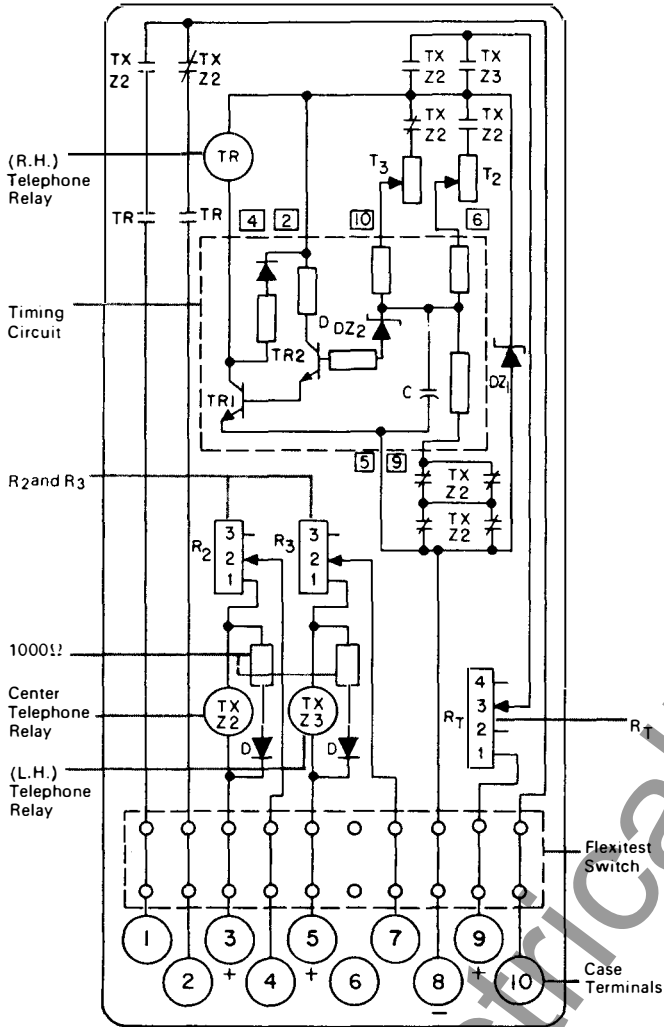 TX TX
Z2 Z2
TX TX
Z2 Z3
TX TX
Z2 Z2
(R.H.)
Telephone
Relay
TR
T3 T2
TR TR
4 2 10 6
Timing
Circuit
D DZ2
TR2
TR1
C
DZ1
5 9
TX
Z2
TX
Z2
R2 and R3
R2 3 2 1
R3 3 2 1
1000Ω
Center
Telephone
Relay
TX
Z2
TX
Z3
D D
(L.H.)
Telephone
Relay
RT 4 3 2 1
RT
Flexitest
Switch
1 3 5 7 9
+ + +
2 4 6 8 10
−
Case
Terminals
ctrical